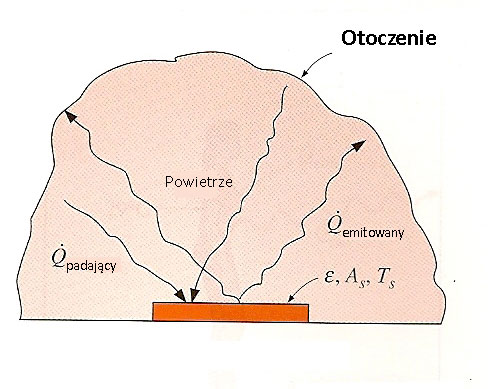 Otoczenie
Powietrze
Q̇emitowany
Q̇padający
ε, As, Ts